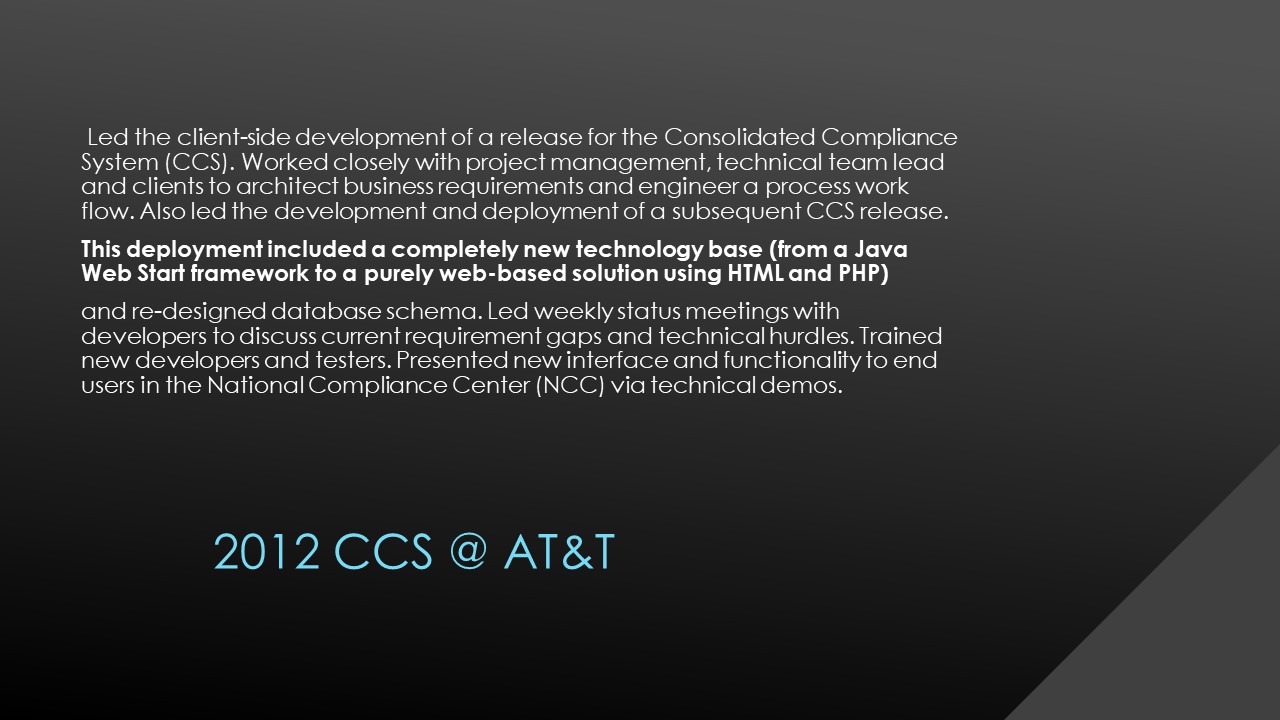 Led the client-side development of a release for the Consolidated Compliance
System (CCS). Worked closely with project management, technical team lead
and clients to architect business requirements and engineer a process work
flow. Also led the development and deployment of a subsequent CCS release.
This deployment included a completely new technology base (from a Java
Web Start framework to a purely web-based solution using HTML and PHP)
and re-designed database schema. Led weekly status meetings with
developers to discuss current requirement gaps and technical hurdles. Trained
new developers and testers. Presented new interface and functionality to end
users in the National Compliance Center (NCC) via technical demos.
2012 CCS @ AT&T